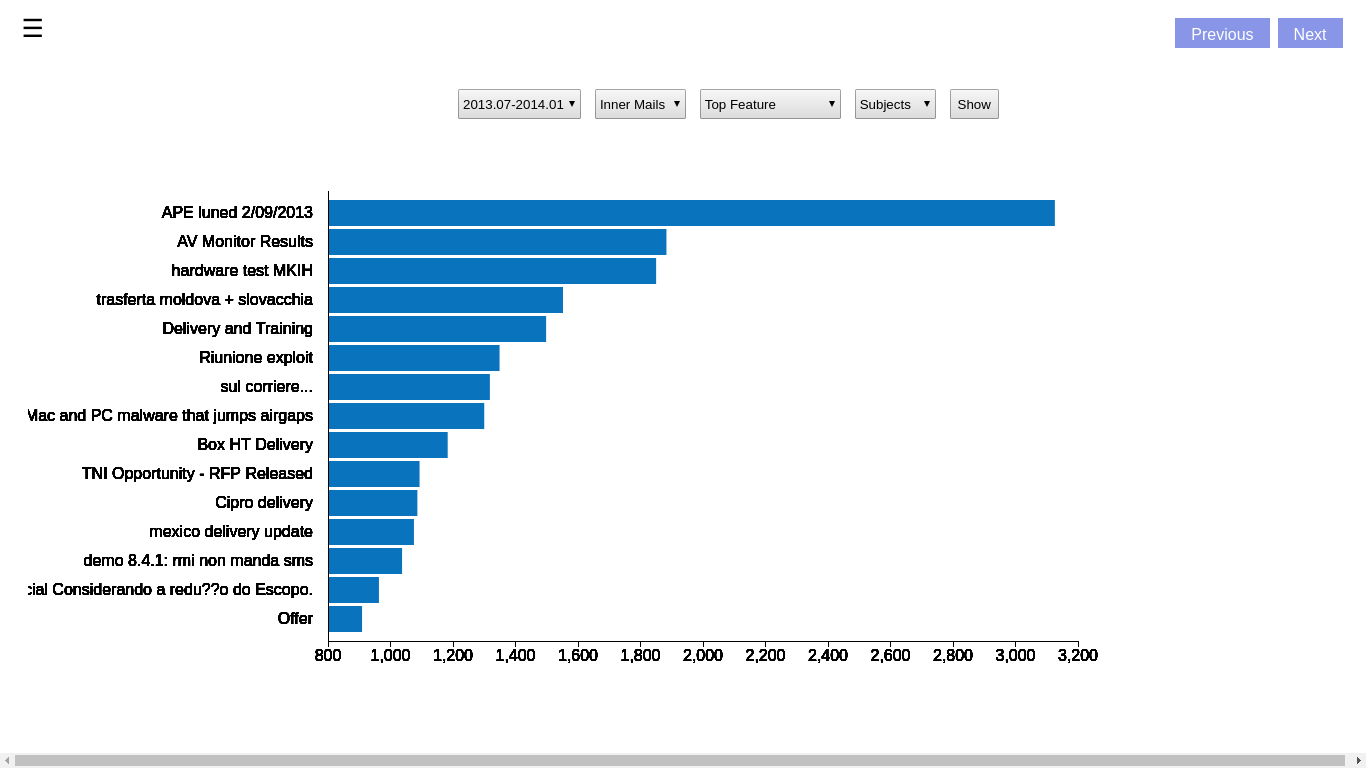 ☰
Previous
Next
2013.07-2014.01
Inner Mails
Top Feature
Subjects
Show
APE luned 2/09/2013
AV Monitor Results
hardware test MKIH
trasferta moldova + slovacchia
Delivery and Training
Riunione exploit
sul corriere...
Mac and PC malware that jumps airgaps
Box HT Delivery
TNI Opportunity - RFP Released
Cipro delivery
mexico delivery update
demo 8.4.1: rmi non manda sms
Considerando a redu??o do Escopo.
Offer
800 1,000 1,200 1,400 1,600 1,800 2,000 2,200 2,400 2,600 2,800 3,000 3,200